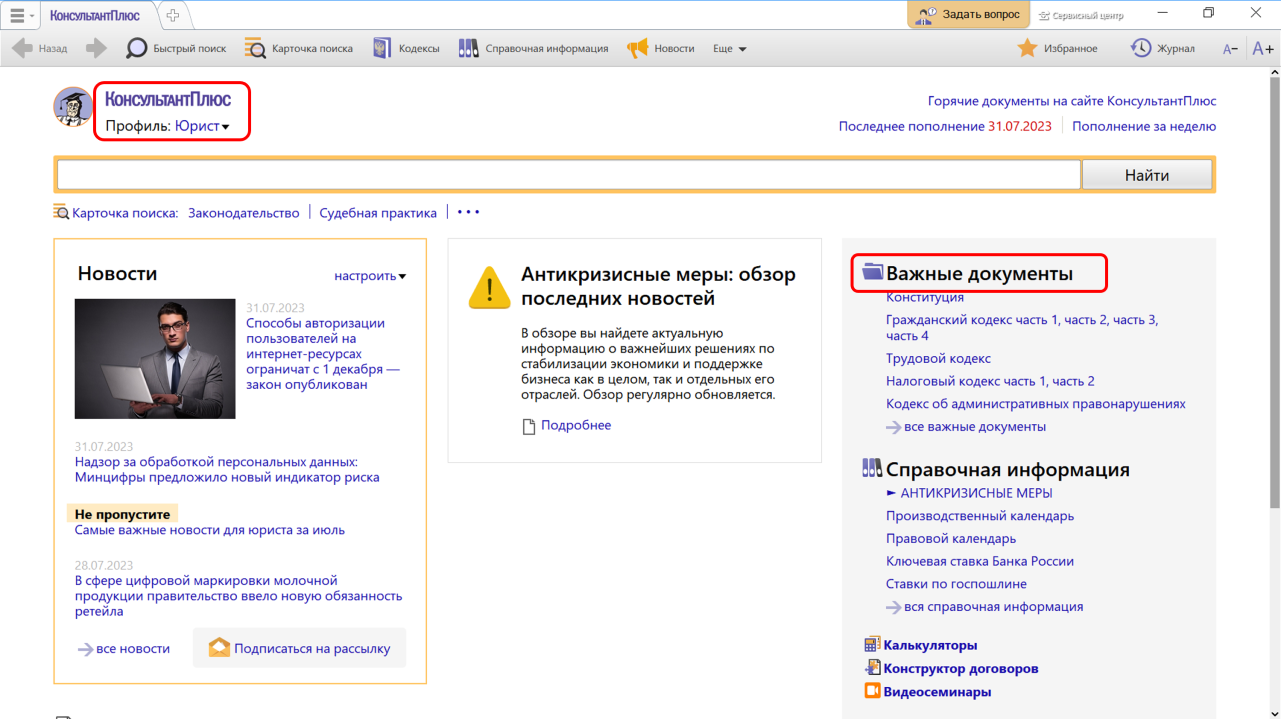 КонсультантПлюс
Задать вопрос
Сервисный центр
Назад
Быстрый поиск
Карточка поиска
Кодексы
Справочная информация
Новости
Еще
Избранное
Журнал
A−
A+
КонсультантПлюс
Профиль: Юрист
Горячие документы на сайте КонсультантПлюс
Последнее пополнение 31.07.2023
Пополнение за неделю
Найти
Карточка поиска: Законодательство
Судебная практика
Новости
настроить
31.07.2023
Способы авторизации
пользователей на
интернет-ресурсах
ограничат с 1 декабря —
закон опубликован
31.07.2023
Надзор за обработкой персональных данных:
Минцифры предложило новый индикатор риска
Не пропустите
Самые важные новости для юриста за июль
28.07.2023
В сфере цифровой маркировки молочной
продукции правительство ввело новую обязанность
ретейла
все новости
Подписаться на рассылку
Антикризисные меры: обзор
последних новостей
В обзоре вы найдете актуальную
информацию о важнейших решениях по
стабилизации экономики и поддержке
бизнеса как в целом, так и отдельных его
отраслей. Обзор регулярно обновляется.
Подробнее
Важные документы
Конституция
Гражданский кодекс часть 1, часть 2, часть 3,
часть 4
Трудовой кодекс
Налоговый кодекс часть 1, часть 2
Кодекс об административных правонарушениях
все важные документы
Справочная информация
АНТИКРИЗИСНЫЕ МЕРЫ
Производственный календарь
Правовой календарь
Ключевая ставка Банка России
Ставки по госпошлине
вся справочная информация
Калькуляторы
Конструктор договоров
Видеосеминары